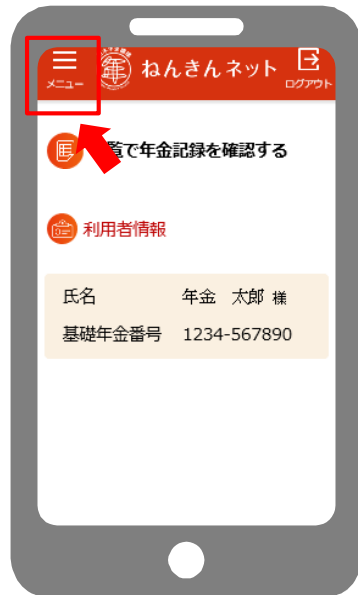 メニュー
年
ねんきんネット
ログアウト
覧で年金記録を確認する
利用者情報
氏名 年金 太郎 様
基礎年金番号 1234-567890